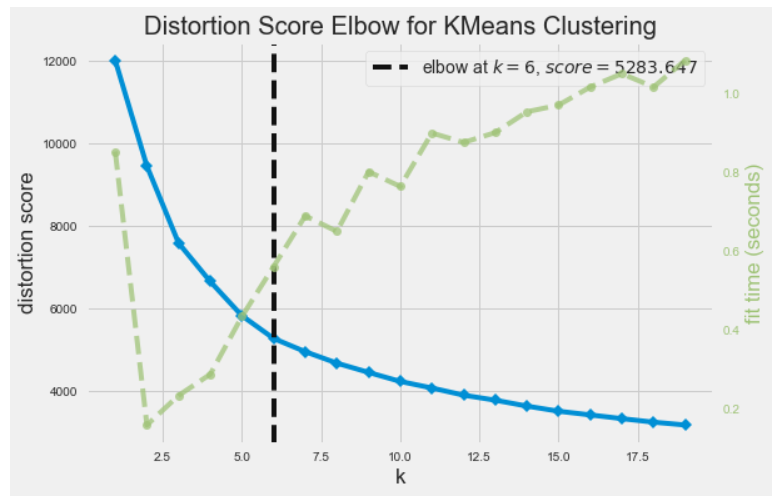 Distortion Score Elbow for KMeans Clustering
elbow at k = 6, score = 5283.647
12000
10000
8000
6000
4000
distortion score
1.0
0.8
0.6
0.4
0.2
fit time (seconds)
2.5 5.0 7.5 10.0 12.5 15.0 17.5
k